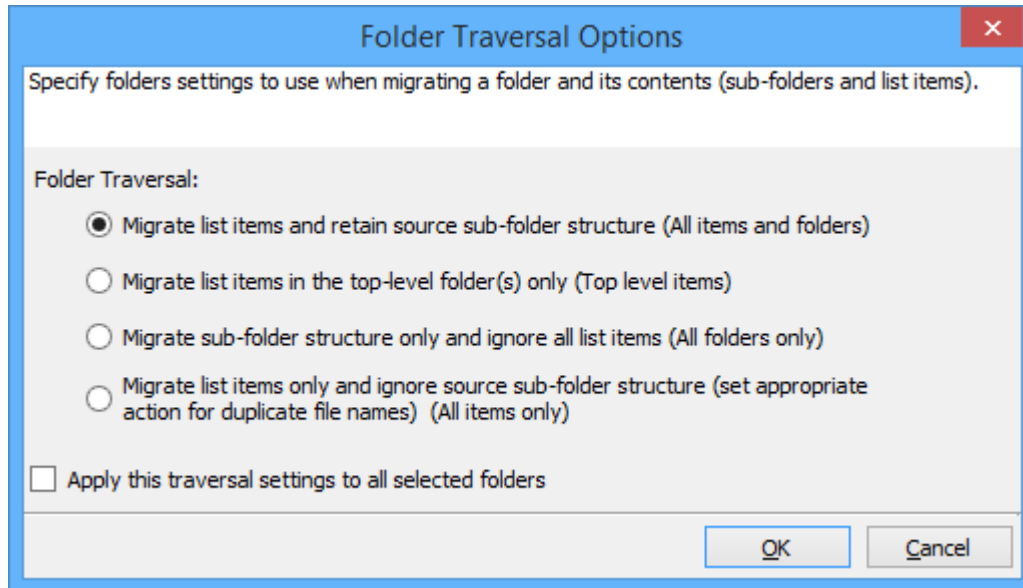 Folder Traversal Options
Specify folders settings to use when migrating a folder and its contents (sub-folders and list items).
Folder Traversal:
Migrate list items and retain source sub-folder structure (All items and folders)
Migrate list items in the top-level folder(s) only (Top level items)
Migrate sub-folder structure only and ignore all list items (All folders only)
Migrate list items only and ignore source sub-folder structure (set appropriate
action for duplicate file names)  (All items only)
Apply this traversal settings to all selected folders
OK
Cancel